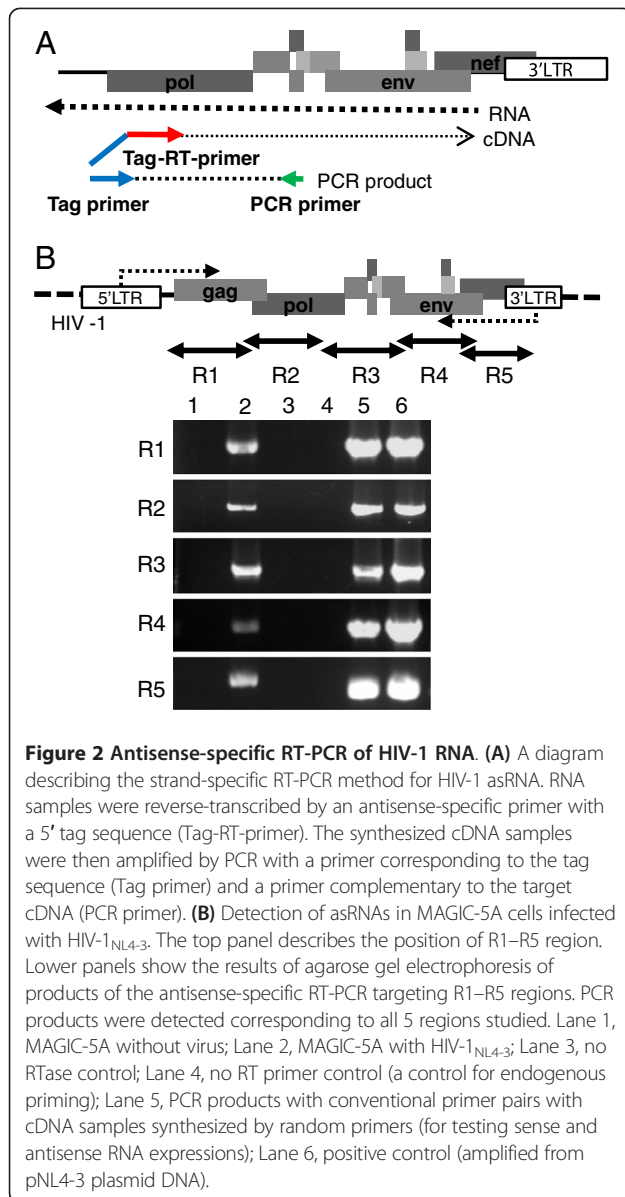 A
pol
env
nef
3'LTR
RNA
cDNA
Tag-RT-primer
PCR product
Tag primer
PCR primer
B
5'LTR
gag
pol
env
3'LTR
HIV -1
R1 R2 R3 R4 R5
1 2 3 4 5 6
R1
R2
R3
R4
R5
Figure 2 Antisense-specific RT-PCR of HIV-1 RNA. (A) A diagram
describing the strand-specific RT-PCR method for HIV-1 asRNA. RNA
samples were reverse-transcribed by an antisense-specific primer with
a 5′ tag sequence (Tag-RT-primer). The synthesized cDNA samples
were then amplified by PCR with a primer corresponding to the tag
sequence (Tag primer) and a primer complementary to the target
cDNA (PCR primer). (B) Detection of asRNAs in MAGIC-5A cells infected
with HIV-1NL4-3. The top panel describes the position of R1–R5 region.
Lower panels show the results of agarose gel electrophoresis of
products of the antisense-specific RT-PCR targeting R1–R5 regions. PCR
products were detected corresponding to all 5 regions studied. Lane 1,
MAGIC-5A without virus; Lane 2, MAGIC-5A with HIV-1NL4-3; Lane 3, no
RTase control; Lane 4, no RT primer control (a control for endogenous
priming); Lane 5, PCR products with conventional primer pairs with
cDNA samples synthesized by random primers (for testing sense and
antisense RNA expressions); Lane 6, positive control (amplified from
pNL4-3 plasmid DNA).